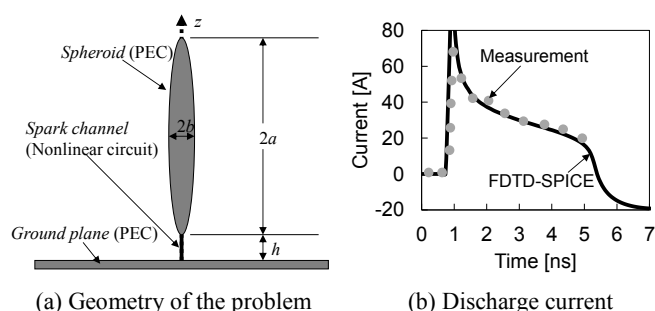 z
Spheroid (PEC)
2b
2a
Spark channel
(Nonlinear circuit)
Ground plane (PEC)
h
(a) Geometry of the problem
80
60
40
20
0
-20
Current [A]
Measurement
FDTD-SPICE
0 1 2 3 4 5 6 7
Time [ns]
(b) Discharge current